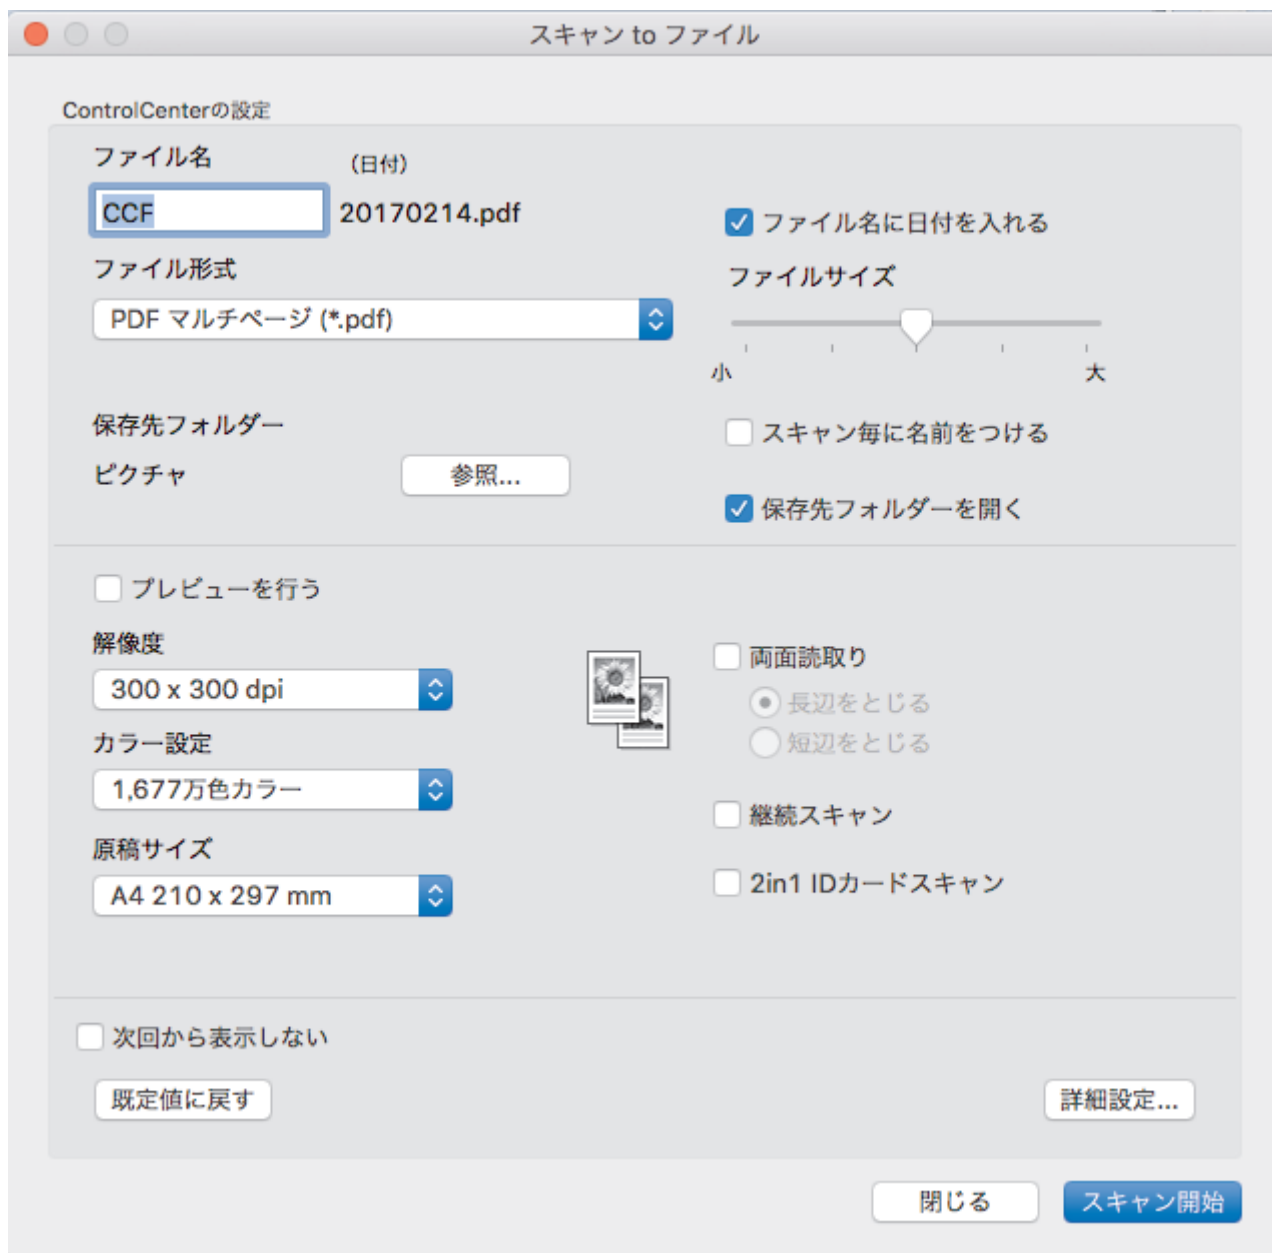 スキャン to ファイル
ControlCenterの設定
ファイル名
（日付）
CCF
20170214.pdf
ファイル名に日付を入れる
ファイル形式
ファイルサイズ
PDF マルチページ (*.pdf)
小
大
保存先フォルダー
スキャン毎に名前をつける
ピクチャ
参照...
保存先フォルダーを開く
プレビューを行う
解像度
両面読取り
300 x 300 dpi
長辺をとじる
カラー設定
短辺をとじる
1,677万色カラー
継続スキャン
原稿サイズ
A4 210 x 297 mm
2in1 IDカードスキャン
次回から表示しない
既定値に戻す
詳細設定...
閉じる
スキャン開始